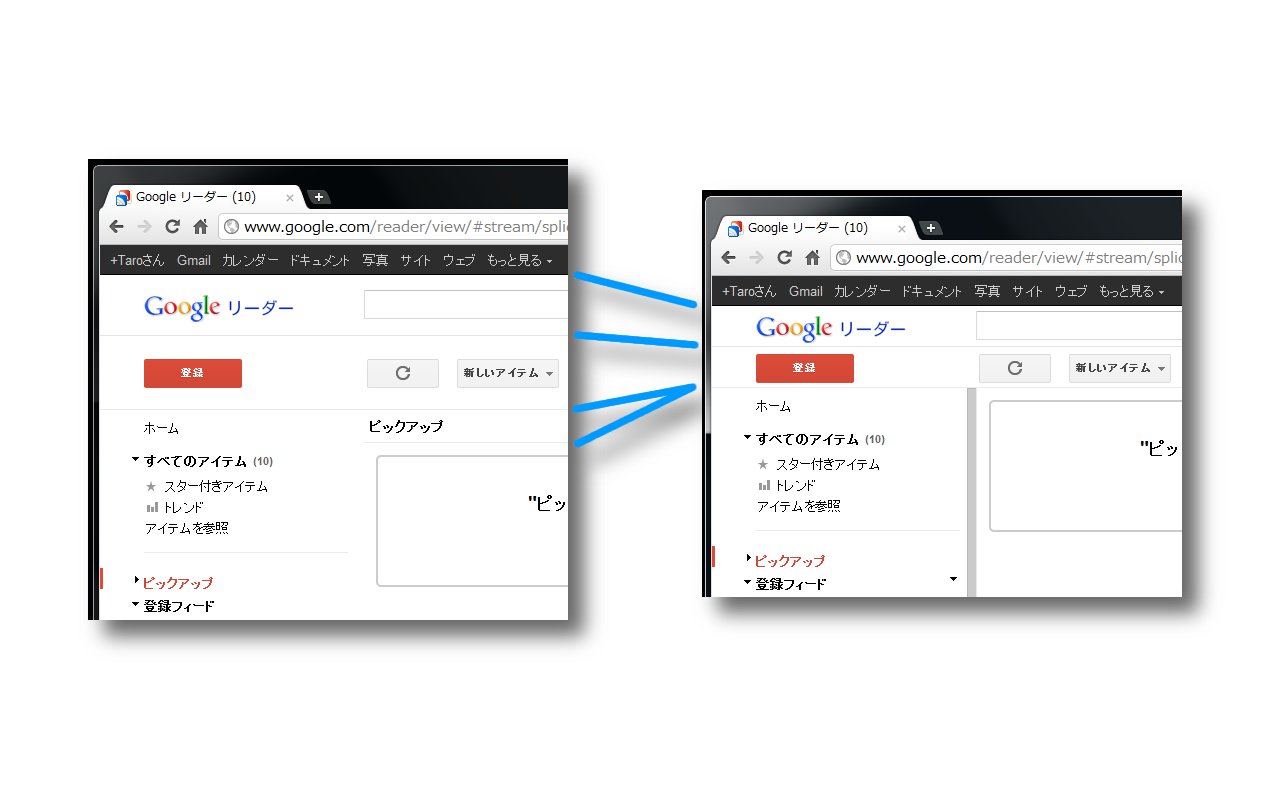 Google リーダー (10)
www.google.com/reader/view/#stream/splic
+Taroさん Gmail カレンダー ドキュメント 写真 サイト ウェブ もっと見る
Google リーダー
登録 新しいアイテム
ホーム
ピックアップ
すべてのアイテム (10)
スター付きアイテム
"ピッ
トレンド
アイテムを参照
ピックアップ
登録フィード
Google リーダー (10)
www.google.com/reader/view/#stream/splic
+Taroさん Gmail カレンダー ドキュメント 写真 サイト ウェブ もっと見る
Google リーダー
登録 新しいアイテム
ホーム
すべてのアイテム (10)
"ピッ
スター付きアイテム
トレンド
アイテムを参照
ピックアップ
登録フィード